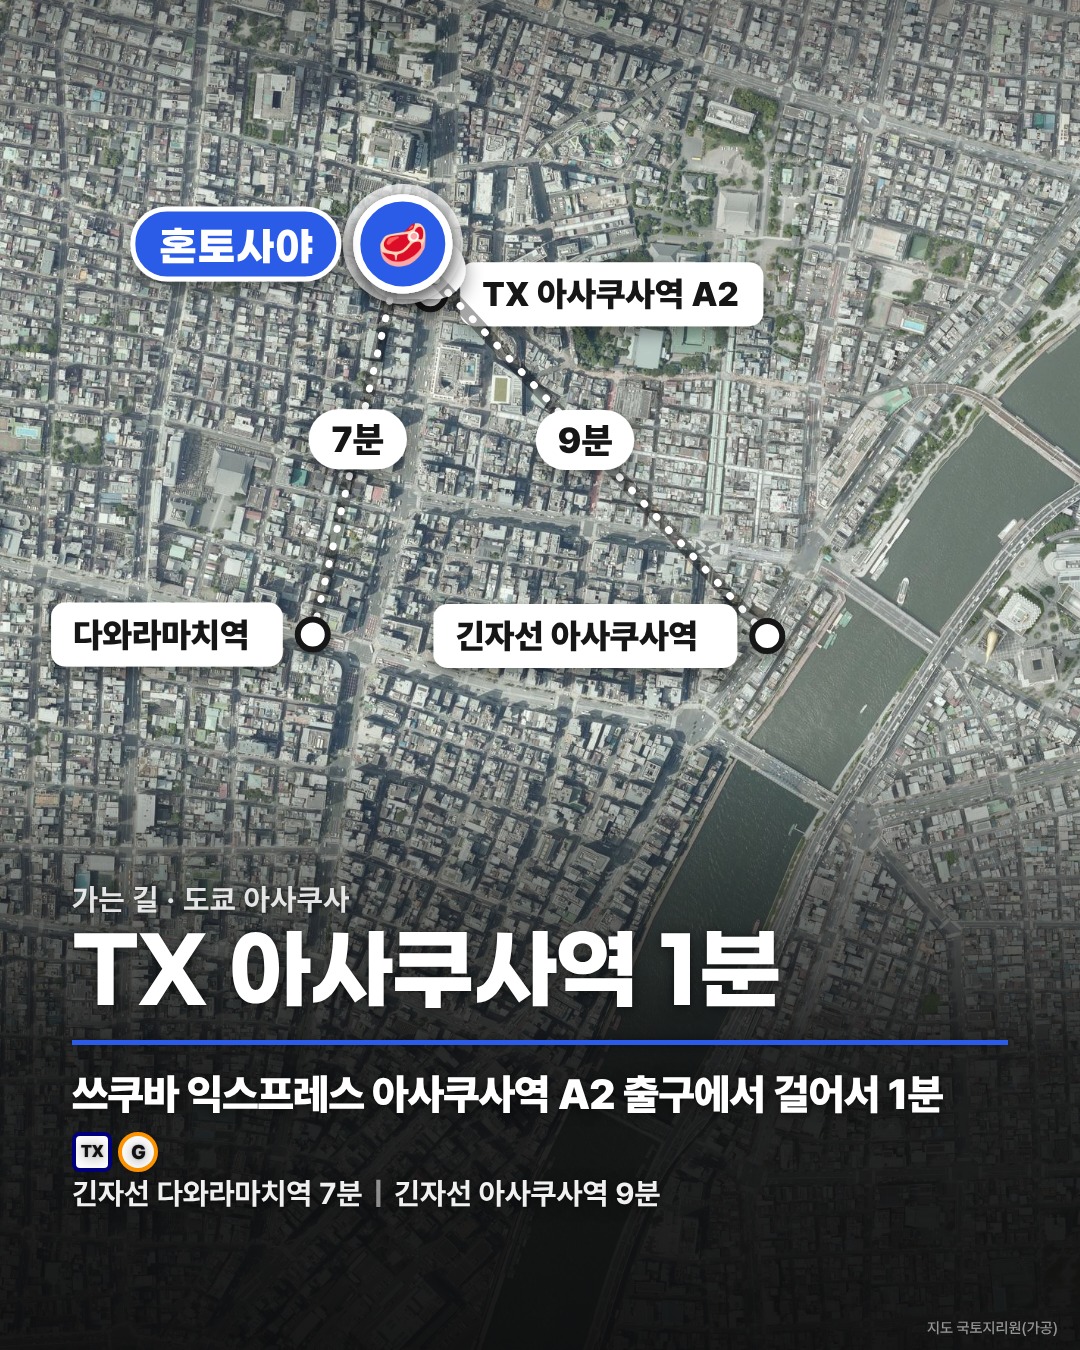 혼토사야
TX 아사쿠사역 A2
7분
9분
다와라마치역
긴자선 아사쿠사역
가는 길 · 도쿄 아사쿠사
TX 아사쿠사역 1분
쓰쿠바 익스프레스 아사쿠사역 A2 출구에서 걸어서 1분
TX G
긴자선 다와라마치역 7분 | 긴자선 아사쿠사역 9분
지도 국토지리원(가공)